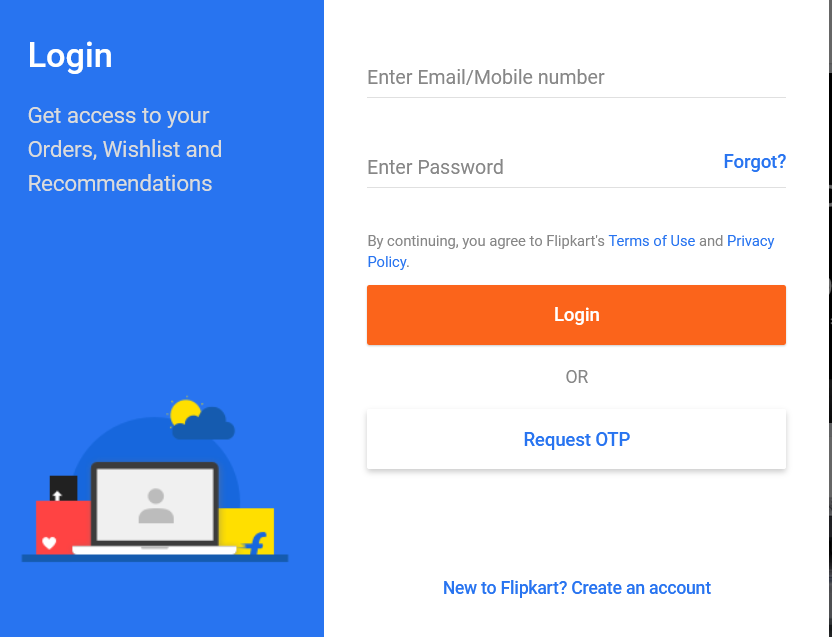 Login
Get access to your
Orders, Wishlist and
Recommendations
Enter Email/Mobile number
Enter Password
Forgot?
By continuing, you agree to Flipkart's Terms of Use and Privacy
Policy.
Login
OR
Request OTP
New to Flipkart? Create an account